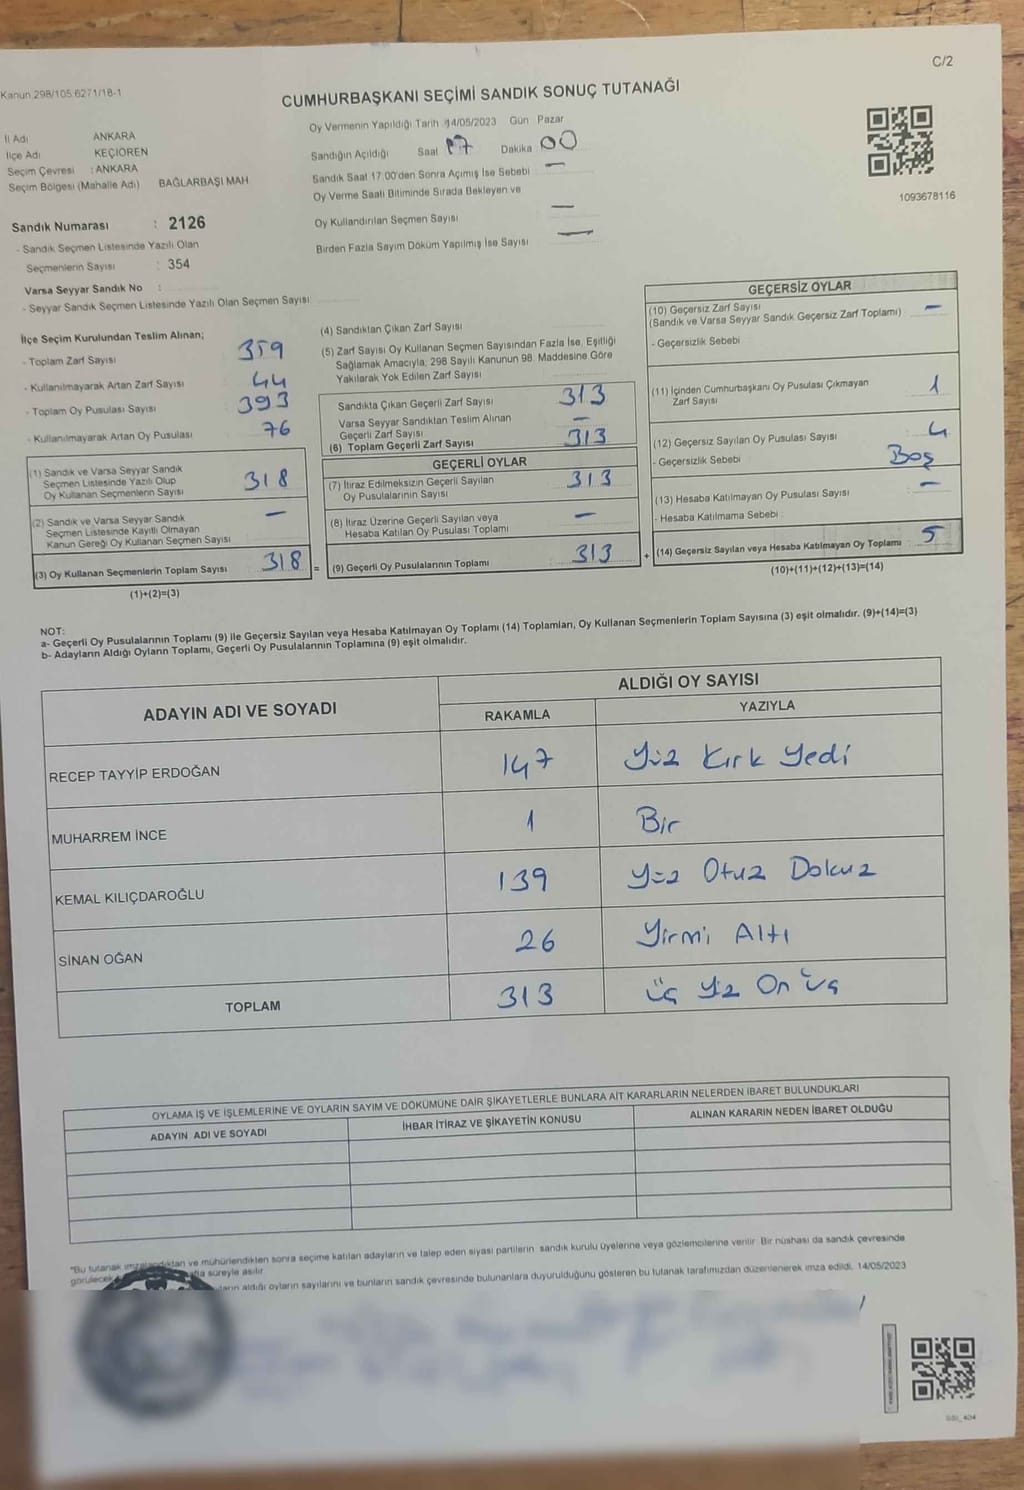 C/2
Kanun 298/105 6271/18-1
CUMHURBAŞKANI SEÇİMİ SANDIK SONUÇ TUTANAĞI
İl Adı ANKARA
İlçe Adı KEÇİÖREN
Seçim Çevresi : ANKARA
Seçim Bölgesi (Mahalle Adı) BAĞLARBAŞI MAH
Sandık Numarası : 2126
- Sandık Seçmen Listesinde Yazılı Olan
Seçmenlerin Sayısı : 354
Varsa Seyyar Sandık No :
- Seyyar Sandık Seçmen Listesinde Yazılı Olan Seçmen Sayısı
Oy Vermenin Yapıldığı Tarih 14/05/2023 Gün Pazar
Sandığın Açıldığı Saat 17 Dakika 00
Sandık Saat 17:00'den Sonra Açımış İse Sebebi —
Oy Verme Saati Bitiminde Sırada Bekleyen ve
Oy Kullandırılan Seçmen Sayısı —
Birden Fazla Sayım Döküm Yapılmış İse Sayısı —
1093678116
İlçe Seçim Kurulundan Teslim Alınan;
- Toplam Zarf Sayısı 359
- Kullanılmayarak Artan Zarf Sayısı 44
- Toplam Oy Pusulası Sayısı 393
- Kullanılmayarak Artan Oy Pusulası 76
(1) Sandık ve Varsa Seyyar Sandık
Seçmen Listesinde Yazılı Olup
Oy Kullanan Seçmenlerin Sayısı 318
(2) Sandık ve Varsa Seyyar Sandık
Seçmen Listesinde Kayıtlı Olmayan
Kanun Gereği Oy Kullanan Seçmen Sayısı —
(3) Oy Kullanan Seçmenlerin Toplam Sayısı 318 =
(1)+(2)=(3)
(4) Sandıktan Çıkan Zarf Sayısı
(5) Zarf Sayısı Oy Kullanan Seçmen Sayısından Fazla İse, Eşitliği
Sağlamak Amacıyla, 298 Sayılı Kanunun 98. Maddesine Göre
Yakılarak Yok Edilen Zarf Sayısı
Sandıkta Çıkan Geçerli Zarf Sayısı 313
Varsa Seyyar Sandıktan Teslim Alınan
Geçerli Zarf Sayısı —
(6) Toplam Geçerli Zarf Sayısı 313
GEÇERLİ OYLAR
(7) İtiraz Edilmeksizin Geçerli Sayılan
Oy Pusulalarının Sayısı 313
(8) İtiraz Üzerine Geçerli Sayılan veya
Hesaba Katılan Oy Pusulası Toplamı —
(9) Geçerli Oy Pusulalarının Toplamı 313 +
GEÇERSİZ OYLAR
(10) Geçersiz Zarf Sayısı —
(Sandık ve Varsa Seyyar Sandık Geçersiz Zarf Toplamı)
- Geçersizlik Sebebi
(11) İçinden Cumhurbaşkanı Oy Pusulası Çıkmayan
Zarf Sayısı 1
(12) Geçersiz Sayılan Oy Pusulası Sayısı 4
- Geçersizlik Sebebi Boş
(13) Hesaba Katılmayan Oy Pusulası Sayısı —
- Hesaba Katılmama Sebebi
(14) Geçersiz Sayılan veya Hesaba Katılmayan Oy Toplamı 5
(10)+(11)+(12)+(13)=(14)
NOT:
a- Geçerli Oy Pusulalarının Toplamı (9) ile Geçersiz Sayılan veya Hesaba Katılmayan Oy Toplamı (14) Toplamları, Oy Kullanan Seçmenlerin Toplam Sayısına (3) eşit olmalıdır. (9)+(14)=(3)
b- Adayların Aldığı Oyların Toplamı, Geçerli Oy Pusulalarının Toplamına (9) eşit olmalıdır.
ADAYIN ADI VE SOYADI ALDIĞI OY SAYISI
RAKAMLA YAZIYLA
RECEP TAYYİP ERDOĞAN 147 Yüz Kırk Yedi
MUHARREM İNCE 1 Bir
KEMAL KILIÇDAROĞLU 139 Yüz Otuz Dokuz
SİNAN OĞAN 26 Yirmi Altı
TOPLAM 313 üç Yüz On üç
OYLAMA İŞ VE İŞLEMLERİNE VE OYLARIN SAYIM VE DÖKÜMÜNE DAİR ŞİKAYETLERLE BUNLARA AİT KARARLARIN NELERDEN İBARET BULUNDUKLARI
ADAYIN ADI VE SOYADI İHBAR İTİRAZ VE ŞİKAYETİN KONUSU ALINAN KARARIN NEDEN İBARET OLDUĞU
"Bu tutanak imzalandıktan ve mühürlendikten sonra seçime katılan adayların ve talep eden siyasi partilerin sandık kurulu üyelerine veya gözlemcilerine verilir. Bir nüshası da sandık çevresinde
görülecek süreyle asılır.
aldığı oyların sayılarını ve bunların sandık çevresinde bulunanlara duyurulduğunu gösteren bu tutanak tarafımızdan düzenlenerek imza edildi. 14/05/2023